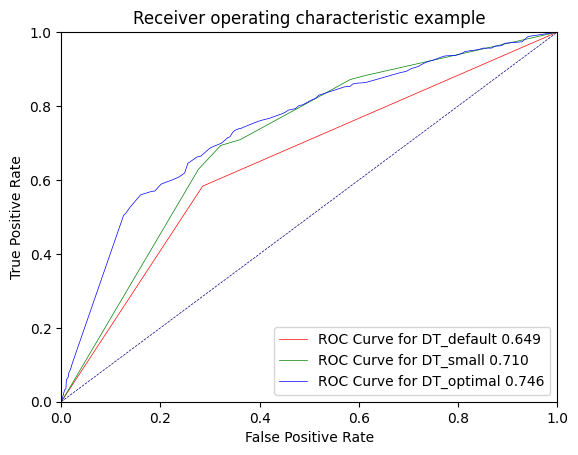 Receiver operating characteristic example
1.0
0.8
0.6
0.4
0.2
0.0
True Positive Rate
ROC Curve for DT_default 0.649
ROC Curve for DT_small 0.710
ROC Curve for DT_optimal 0.746
0.0 0.2 0.4 0.6 0.8 1.0
False Positive Rate